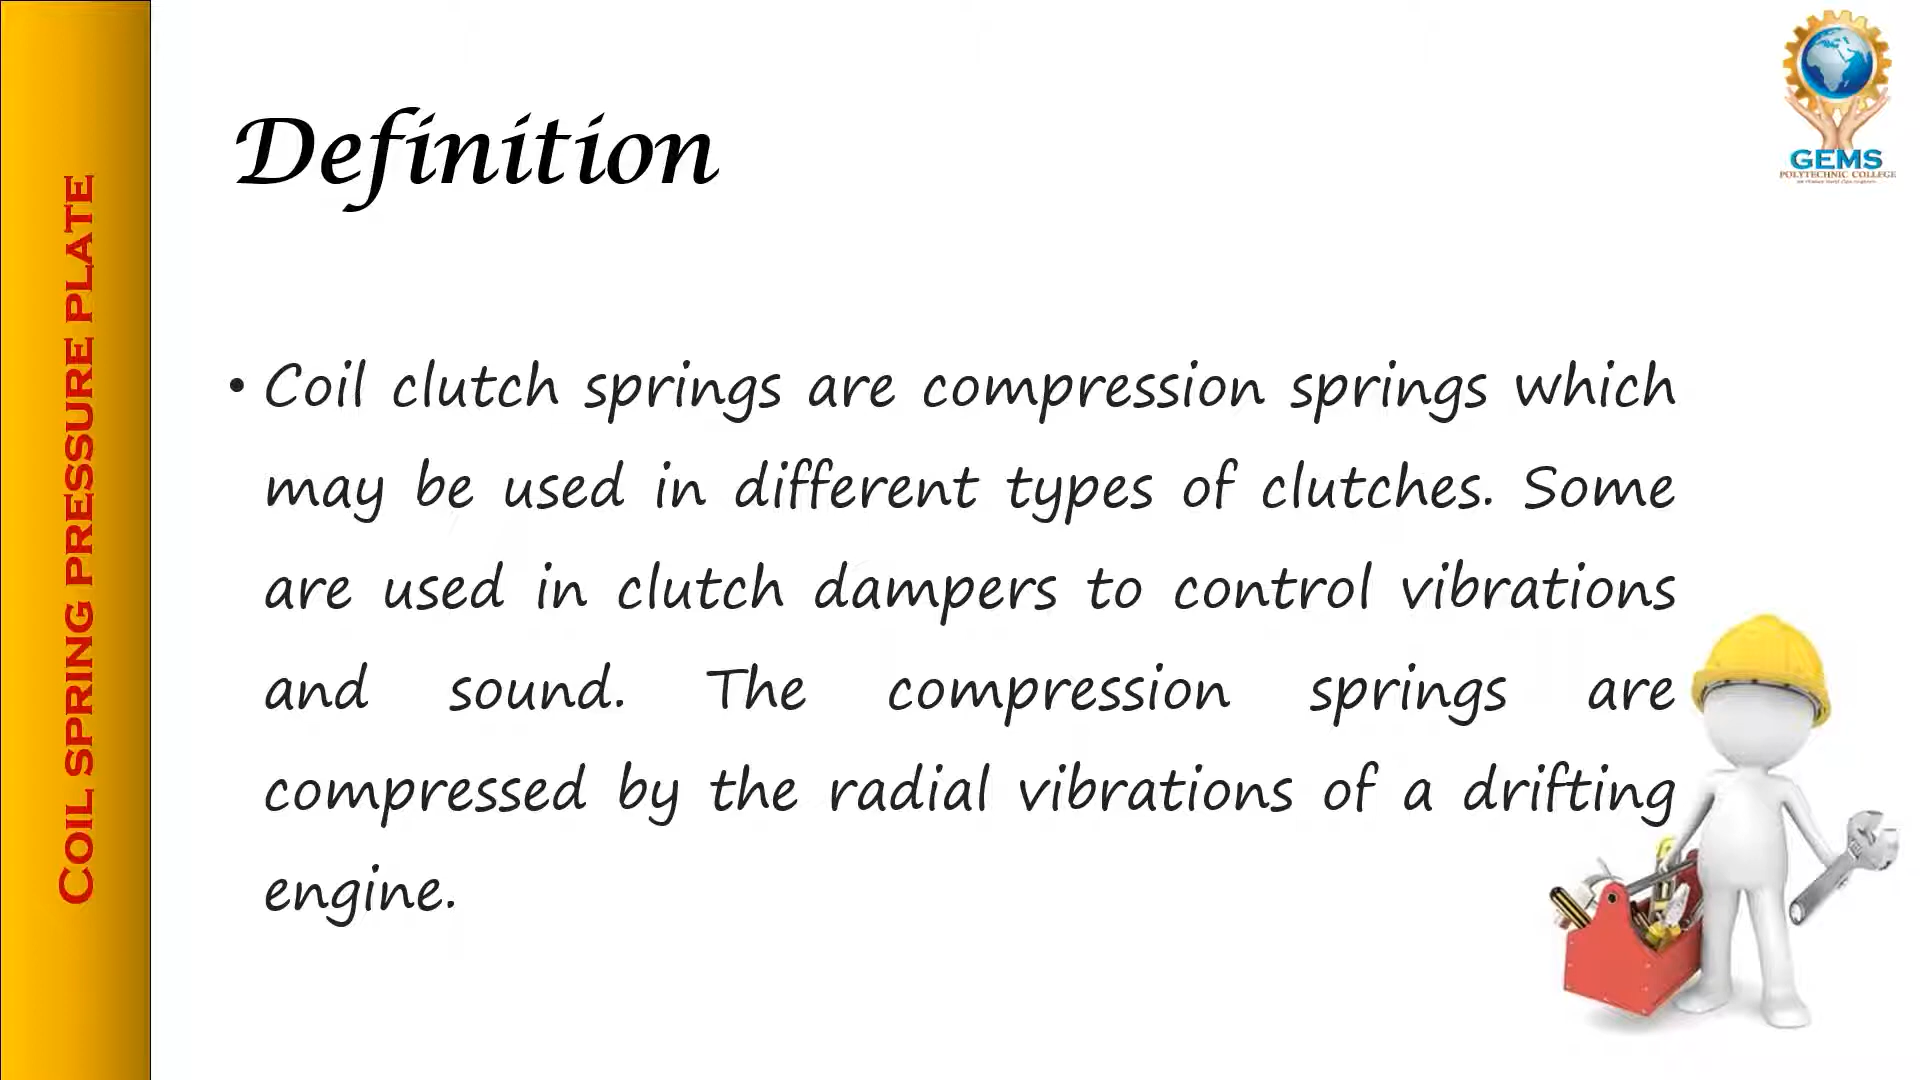 COIL SPRING PRESSURE PLATE
Definition
• Coil clutch springs are compression springs which
may be used in different types of clutches. Some
are used in clutch dampers to control vibrations
and sound. The compression springs are
compressed by the radial vibrations of a drifting
engine.
GEMS
POLYTECHNIC COLLEGE